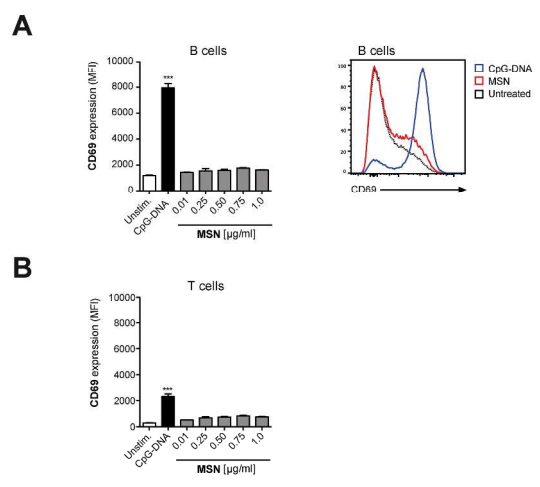 A
B cells
CD69 expression (MFI)
10000
8000
6000
4000
2000
0
***
Unstim.
CpG-DNA
0.01
0.25
0.50
0.75
1.0
MSN [µg/ml]
B cells
100
80
60
40
20
0
CD69
CpG-DNA
MSN
Untreated
B
T cells
CD69 expression (MFI)
10000
8000
6000
4000
2000
0
***
Unstim.
CpG-DNA
0.01
0.25
0.50
0.75
1.0
MSN [µg/ml]